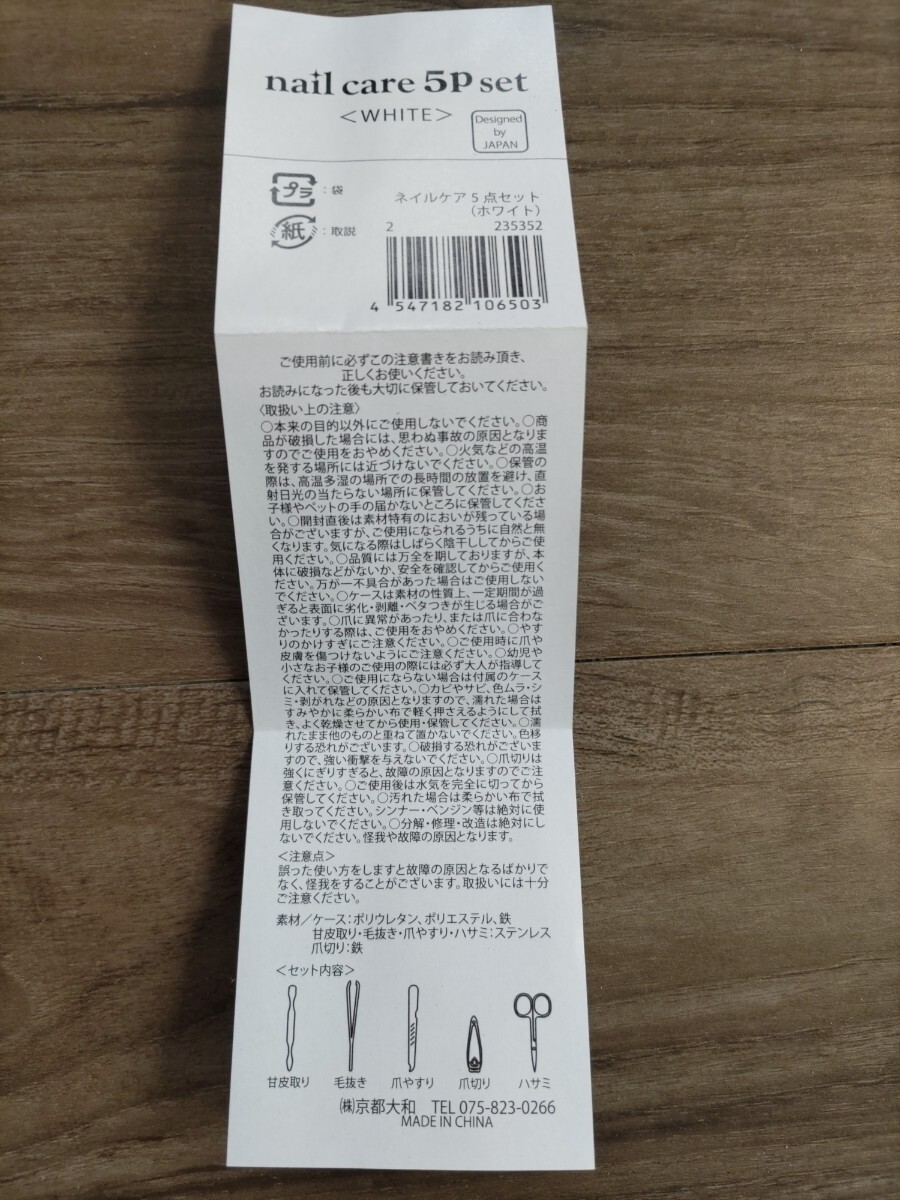 nail care 5p set
＜WHITE＞
Designed
by
JAPAN
プラ：袋
紙：取説
ネイルケア 5 点セット
（ホワイト）
2 235352
4 547182 106503
ご使用前に必ずこの注意書きをお読み頂き、
正しくお使いください。
お読みになった後も大切に保管しておいてください。
〈取扱い上の注意〉
○本来の目的以外にご使用しないでください。○商
品が破損した場合には、思わぬ事故の原因となりま
すのでご使用をおやめください。○火気などの高温
を発する場所には近づけないでください。○保管の
際は、高温多湿の場所での長時間の放置を避け、直
射日光の当たらない場所に保管してください。○お
子様やペットの手の届かないところに保管してくださ
い。○開封直後は素材特有のにおいが残っている場
合がございますが、ご使用になられるうちに自然と無
くなります。気になる際はしばらく陰干ししてからご使
用ください。○品質には万全を期しておりますが、本
体に破損などがないか、安全を確認してからご使用く
ださい。万が一不具合があった場合はご使用しない
でください。○ケースは素材の性質上、一定期間が過
ぎると表面に劣化・剥離・ベタつきが生じる場合がご
ざいます。○爪に異常があったり、または爪に合わな
かったりする際は、ご使用をおやめください。○やす
りのかけすぎにご注意ください。○ご使用時に爪や
皮膚を傷つけないようにご注意ください。○幼児や
小さなお子様のご使用の際には必ず大人が指導して
ください。○ご使用にならない場合は付属のケース
に入れて保管してください。○カビやサビ、色ムラ・シ
ミ・剥がれなどの原因となりますので、濡れた場合は
すみやかに柔らかい布で軽く押さえるようにして拭
き、よく乾燥させてから使用・保管してください。○濡
れたまま他のものと重ねて置かないでください。色移
りする恐れがございます。○破損する恐れがございま
すので、強い衝撃を与えないでください。○爪切りは
強くにぎりすぎると、故障の原因となりますのでご注
意ください。○ご使用後は水気を完全に切ってから
保管してください。○汚れた場合は柔らかい布で拭
き取ってください。シンナー・ベンジン等は絶対に使
用しないでください。○分解・修理・改造は絶対にし
ないでください。怪我や故障の原因となります。
＜注意点＞
誤った使い方をしますと故障の原因となるばかりで
なく、怪我をすることがございます。取扱いには十分
ご注意ください。
素材／ケース：ポリウレタン、ポリエステル、鉄
甘皮取り・毛抜き・爪やすり・ハサミ：ステンレス
爪切り：鉄
＜セット内容＞
甘皮取り 毛抜き 爪やすり 爪切り ハサミ
㈱京都大和 TEL 075-823-0266
MADE IN CHINA